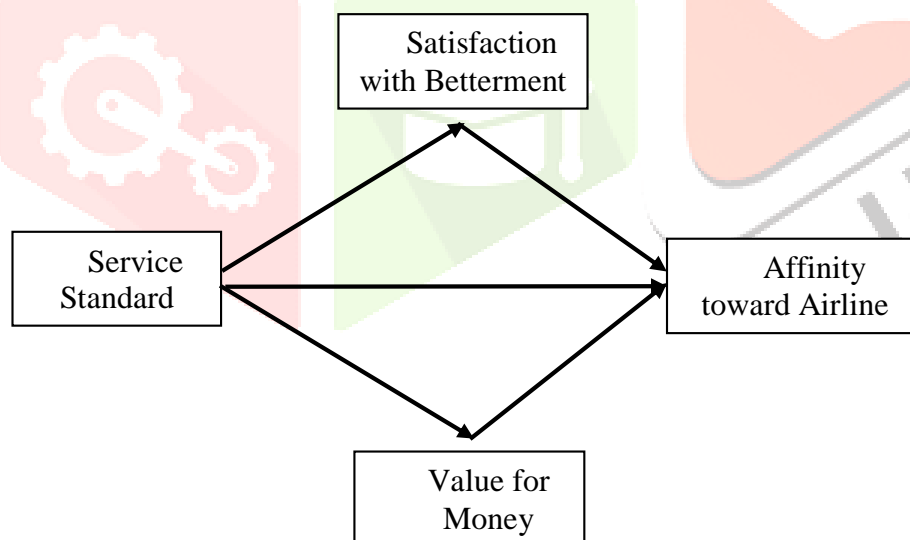 Satisfaction
with Betterment
Service
Standard
Affinity
toward Airline
Value for
Money